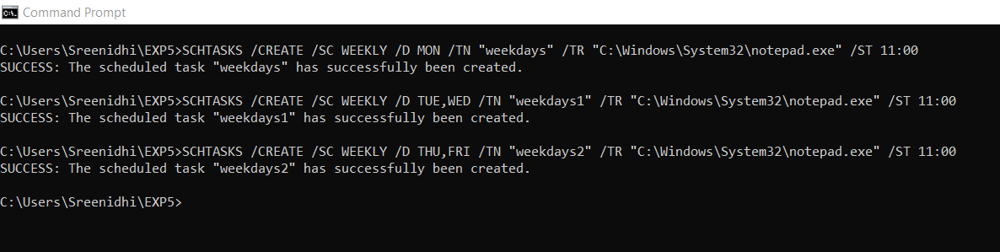 Command Prompt
C:\Users\Sreenidhi\EXP5>SCHTASKS /CREATE /SC WEEKLY /D MON /TN "weekdays" /TR "C:\Windows\System32\notepad.exe" /ST 11:00
SUCCESS: The scheduled task "weekdays" has successfully been created.
C:\Users\Sreenidhi\EXP5>SCHTASKS /CREATE /SC WEEKLY /D TUE,WED /TN "weekdays1" /TR "C:\Windows\System32\notepad.exe" /ST 11:00
SUCCESS: The scheduled task "weekdays1" has successfully been created.
C:\Users\Sreenidhi\EXP5>SCHTASKS /CREATE /SC WEEKLY /D THU,FRI /TN "weekdays2" /TR "C:\Windows\System32\notepad.exe" /ST 11:00
SUCCESS: The scheduled task "weekdays2" has successfully been created.
C:\Users\Sreenidhi\EXP5>